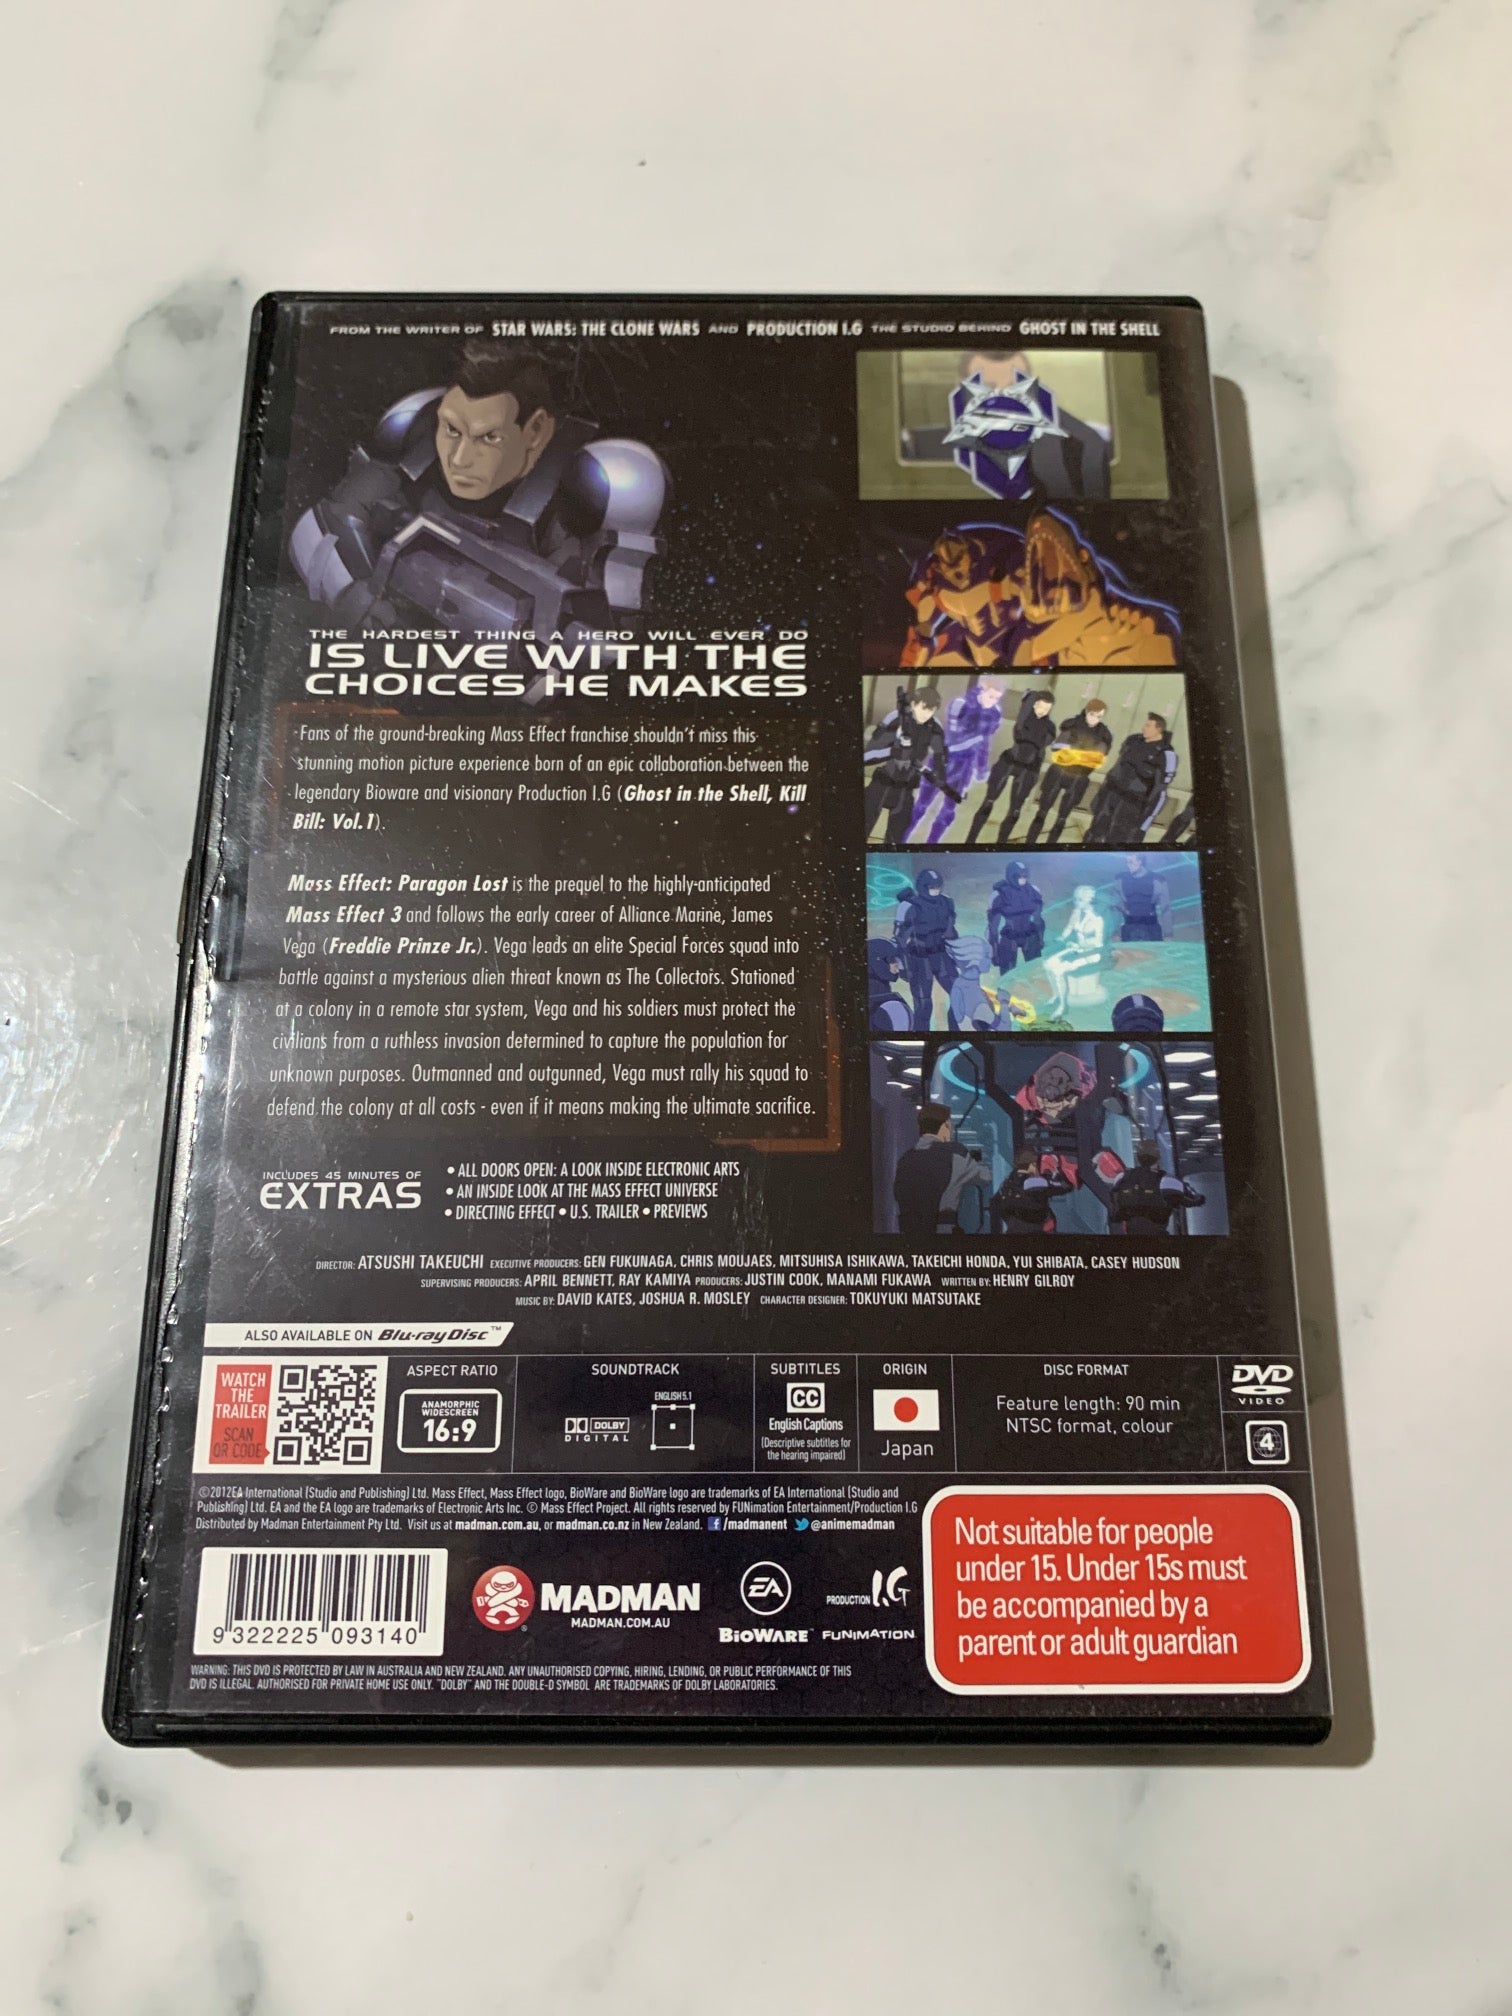 FROM THE WRITER OF STAR WARS: THE CLONE WARS AND PRODUCTION I.G THE STUDIO BEHIND GHOST IN THE SHELL
THE HARDEST THING A HERO WILL EVER DO
IS LIVE WITH THE
CHOICES HE MAKES
Fans of the ground-breaking Mass Effect franchise shouldn't miss this
stunning motion picture experience born of an epic collaboration between the
legendary Bioware and visionary Production I.G (Ghost in the Shell, Kill
Bill: Vol.1).
Mass Effect: Paragon Lost is the prequel to the highly-anticipated
Mass Effect 3 and follows the early career of Alliance Marine, James
Vega (Freddie Prinze Jr.). Vega leads an elite Special Forces squad into
battle against a mysterious alien threat known as The Collectors. Stationed
at a colony in a remote star system, Vega and his soldiers must protect the
civilians from a ruthless invasion determined to capture the population for
unknown purposes. Outmanned and outgunned, Vega must rally his squad to
defend the colony at all costs - even if it means making the ultimate sacrifice.
INCLUDES 45 MINUTES OF
EXTRAS
• ALL DOORS OPEN: A LOOK INSIDE ELECTRONIC ARTS
• AN INSIDE LOOK AT THE MASS EFFECT UNIVERSE
• DIRECTING EFFECT • U.S. TRAILER • PREVIEWS
DIRECTOR: ATSUSHI TAKEUCHI EXECUTIVE PRODUCERS: GEN FUKUNAGA, CHRIS MOUJAES, MITSUHISA ISHIKAWA, TAKEICHI HONDA, YUI SHIBATA, CASEY HUDSON
SUPERVISING PRODUCERS: APRIL BENNETT, RAY KAMIYA PRODUCERS: JUSTIN COOK, MANAMI FUKAWA WRITTEN BY: HENRY GILROY
MUSIC BY: DAVID KATES, JOSHUA R. MOSLEY CHARACTER DESIGNER: TOKUYUKI MATSUTAKE
ALSO AVAILABLE ON Blu-ray Disc™
WATCH
THE
TRAILER
SCAN
QR CODE
ASPECT RATIO
ANAMORPHIC
WIDESCREEN
16:9
SOUNDTRACK
DOLBY
DIGITAL
ENGLISH 5.1
SUBTITLES
CC
English Captions
(Descriptive subtitles for
the hearing impaired)
ORIGIN
Japan
DISC FORMAT
Feature length: 90 min
NTSC format, colour
DVD
VIDEO
4
©2012EA International (Studio and Publishing) Ltd. Mass Effect, Mass Effect logo, BioWare and BioWare logo are trademarks of EA International (Studio and
Publishing) Ltd. EA and the EA logo are trademarks of Electronic Arts Inc. © Mass Effect Project. All rights reserved by FUNimation Entertainment/Production I.G
Distributed by Madman Entertainment Pty Ltd. Visit us at madman.com.au, or madman.co.nz in New Zealand. f /madmanent @animemadman
9 322225 093140
MADMAN
MADMAN.COM.AU
EA
BIOWARE
PRODUCTION I.G
FUNIMATION
Not suitable for people
under 15. Under 15s must
be accompanied by a
parent or adult guardian
WARNING: THIS DVD IS PROTECTED BY LAW IN AUSTRALIA AND NEW ZEALAND. ANY UNAUTHORISED COPYING, HIRING, LENDING, OR PUBLIC PERFORMANCE OF THIS
DVD IS ILLEGAL. AUTHORISED FOR PRIVATE HOME USE ONLY. "DOLBY" AND THE DOUBLE-D SYMBOL ARE TRADEMARKS OF DOLBY LABORATORIES.